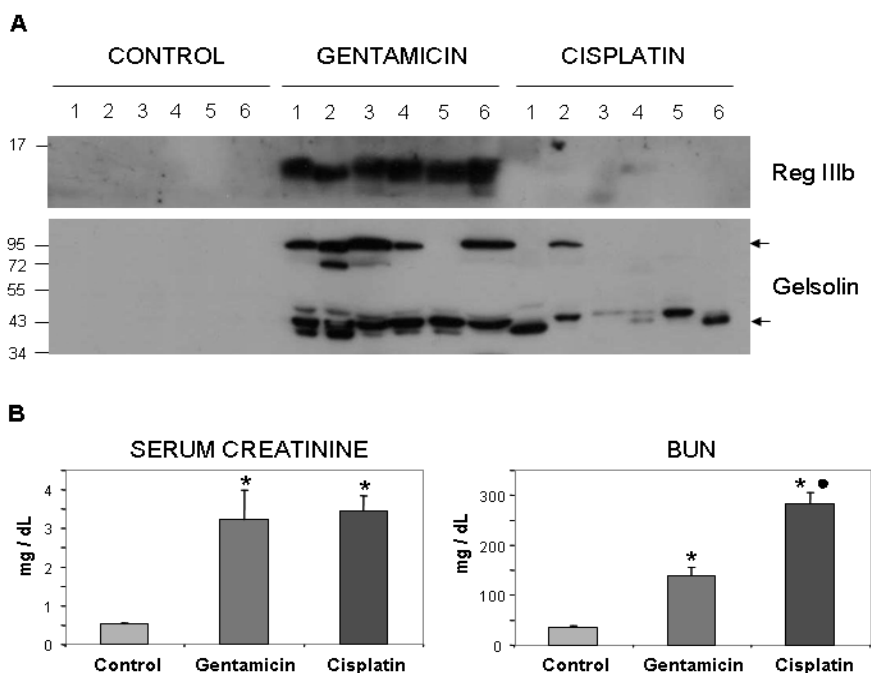 A
CONTROL GENTAMICIN CISPLATIN
1 2 3 4 5 6 1 2 3 4 5 6 1 2 3 4 5 6
17
Reg IIIb
95
72
55
Gelsolin
43
34
B
SERUM CREATININE
mg / dL
4
3
2
1
0
* *
Control Gentamicin Cisplatin
BUN
mg / dL
300
200
100
0
* * ●
Control Gentamicin Cisplatin